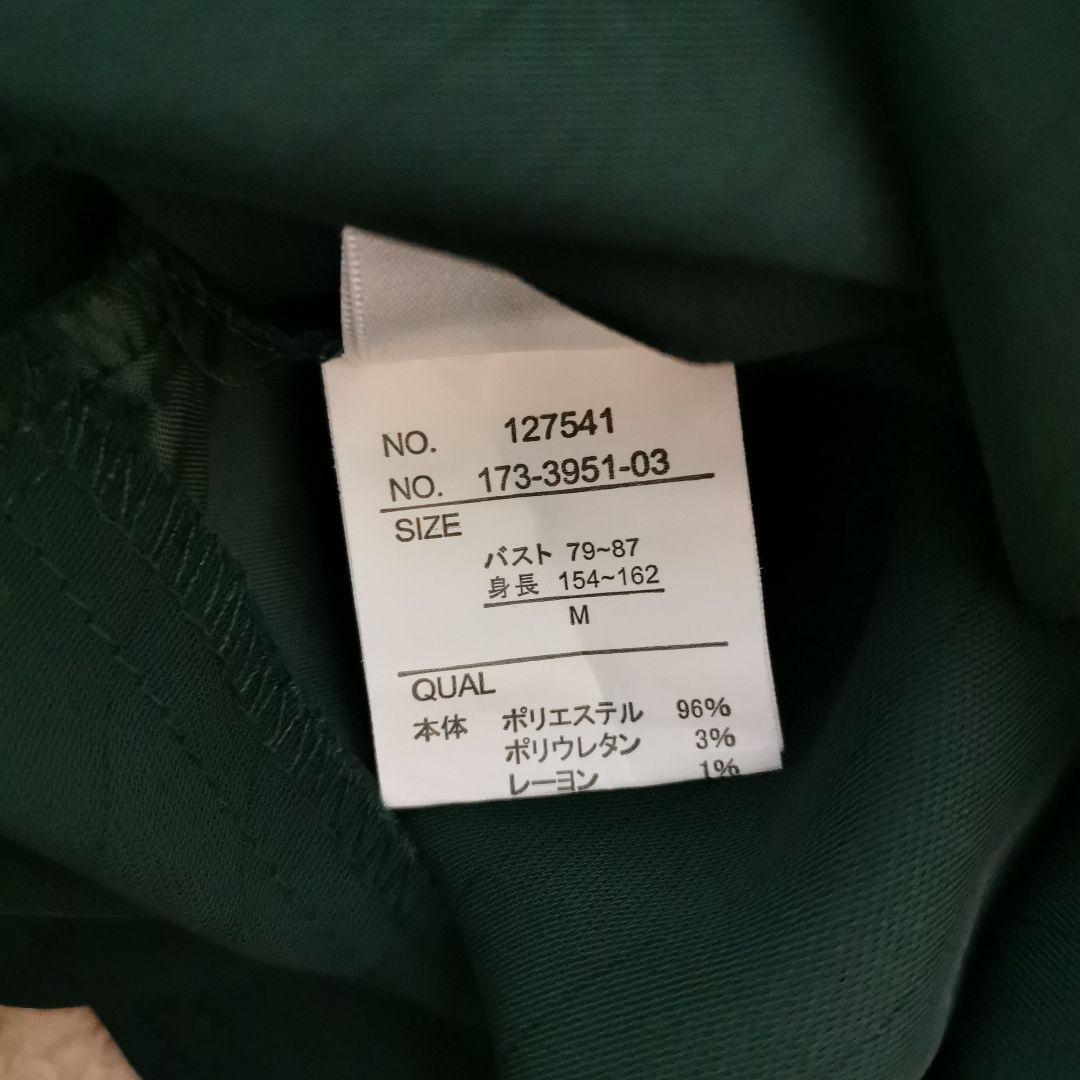 NO. 127541
NO. 173-3951-03
SIZE
バスト 79~87
身長 154~162
M
QUAL
本体 ポリエステル 96%
ポリウレタン 3%
レーヨン 1%